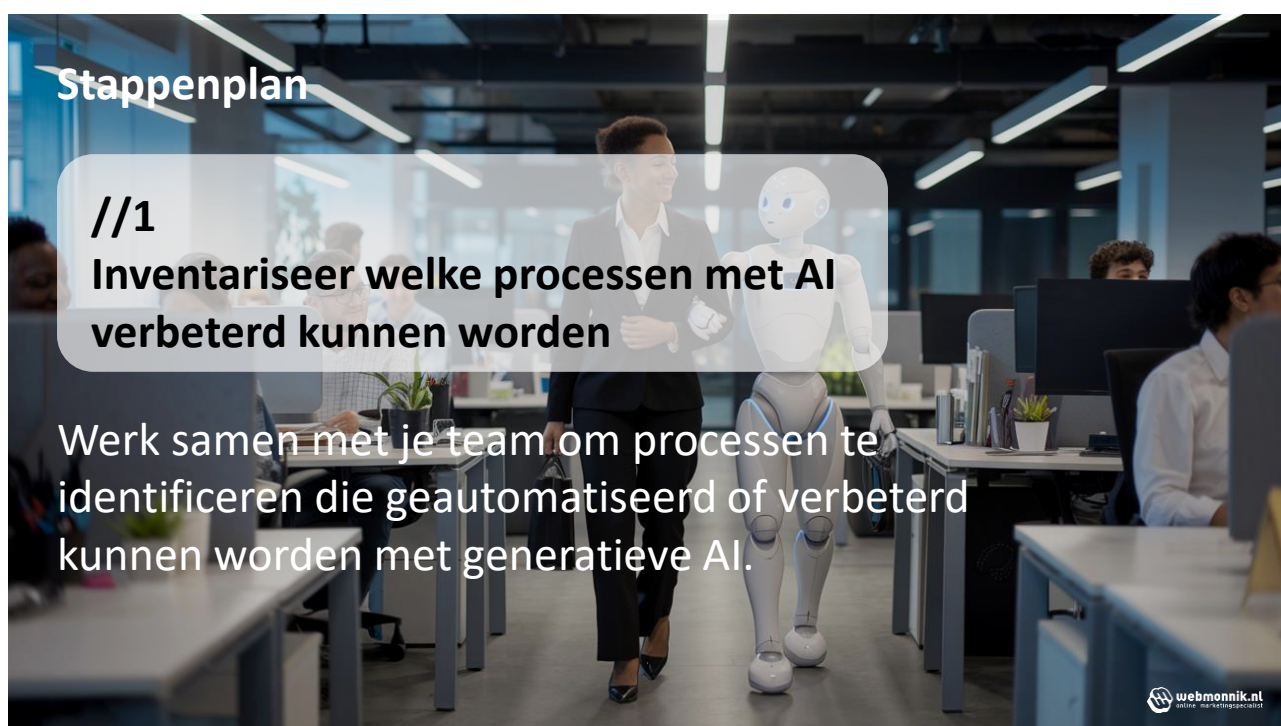 Stappenplan
//1
Inventariseer welke processen met AI
verbeterd kunnen worden
Werk samen met je team om processen te
identificeren die geautomatiseerd of verbeterd
kunnen worden met generatieve AI.
webmonnik.nl
online marketingspecialist